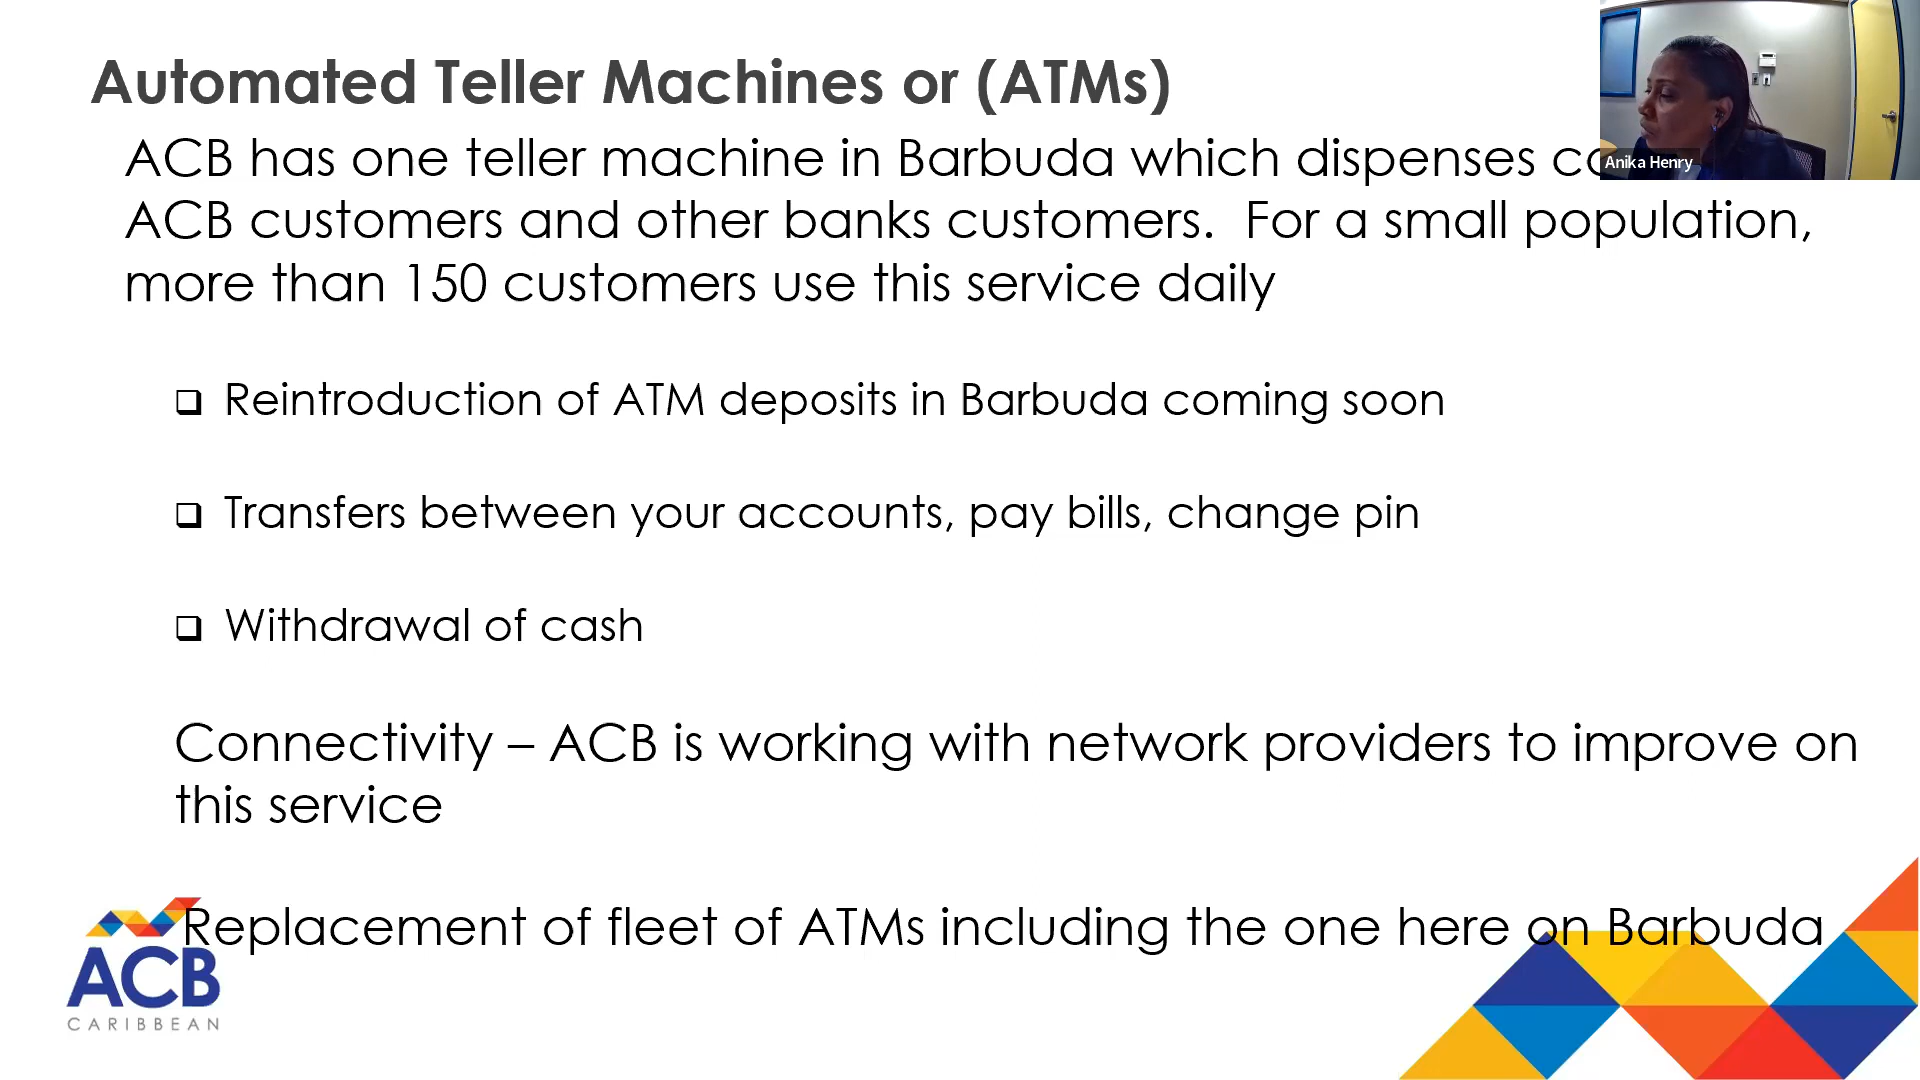 Automated Teller Machines or (ATMs)
Anika Henry
ACB has one teller machine in Barbuda which dispenses
ACB customers and other banks customers. For a small population,
more than 150 customers use this service daily
❑ Reintroduction of ATM deposits in Barbuda coming soon
❑ Transfers between your accounts, pay bills, change pin
❑ Withdrawal of cash
Connectivity – ACB is working with network providers to improve on
this service
Replacement of fleet of ATMs including the one here on Barbuda
ACB
CARIBBEAN